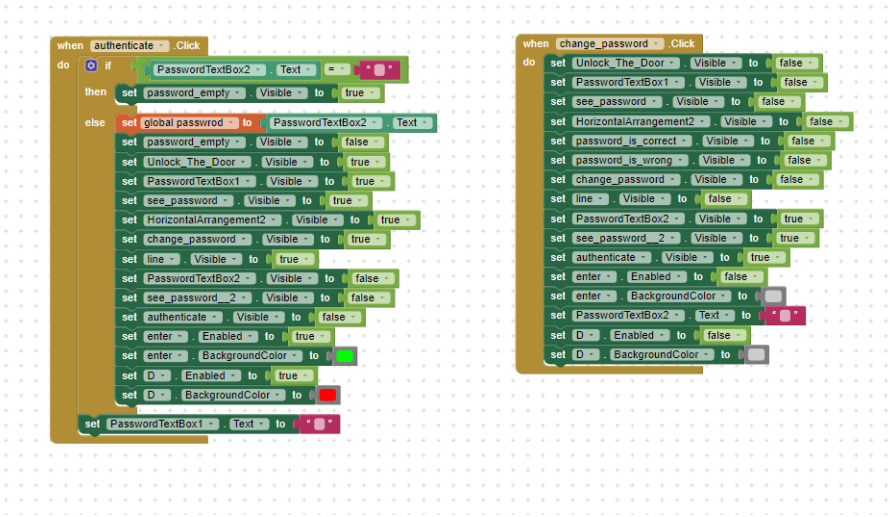 when authenticate .Click
do if PasswordTextBox2 . Text = " "
then set password_empty . Visible to true
else set global passwrod to PasswordTextBox2 . Text
set password_empty . Visible to false
set Unlock_The_Door . Visible to true
set PasswordTextBox1 . Visible to true
set see_password . Visible to true
set HorizontalArrangement2 . Visible to true
set change_password . Visible to true
set line . Visible to true
set PasswordTextBox2 . Visible to false
set see_password__2 . Visible to false
set authenticate . Visible to false
set enter . Enabled to true
set enter . BackgroundColor to
set D . Enabled to true
set D . BackgroundColor to
set PasswordTextBox1 . Text to " "
when change_password .Click
do set Unlock_The_Door . Visible to false
set PasswordTextBox1 . Visible to false
set see_password . Visible to false
set HorizontalArrangement2 . Visible to false
set password_is_correct . Visible to false
set password_is_wrong . Visible to false
set change_password . Visible to false
set line . Visible to false
set PasswordTextBox2 . Visible to true
set see_password__2 . Visible to true
set authenticate . Visible to true
set enter . Enabled to false
set enter . BackgroundColor to
set PasswordTextBox2 . Text to " "
set D . Enabled to false
set D . BackgroundColor to